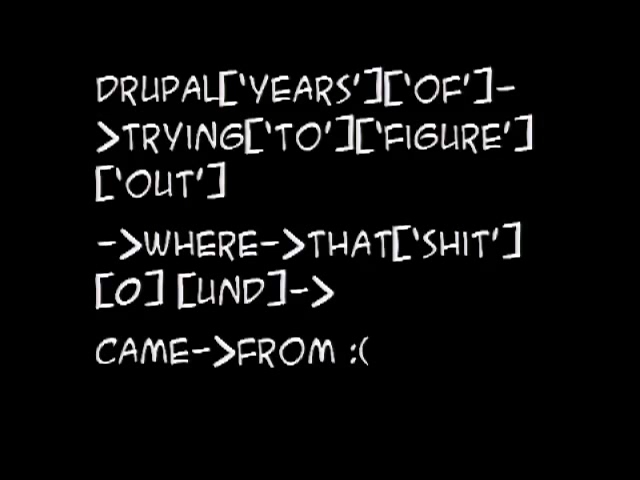 DRUPAL['YEARS']['OF']-
>TRYING['TO']['FIGURE']
['OUT']
->WHERE->THAT['SHIT']
[0][UND]->
CAME->FROM :(